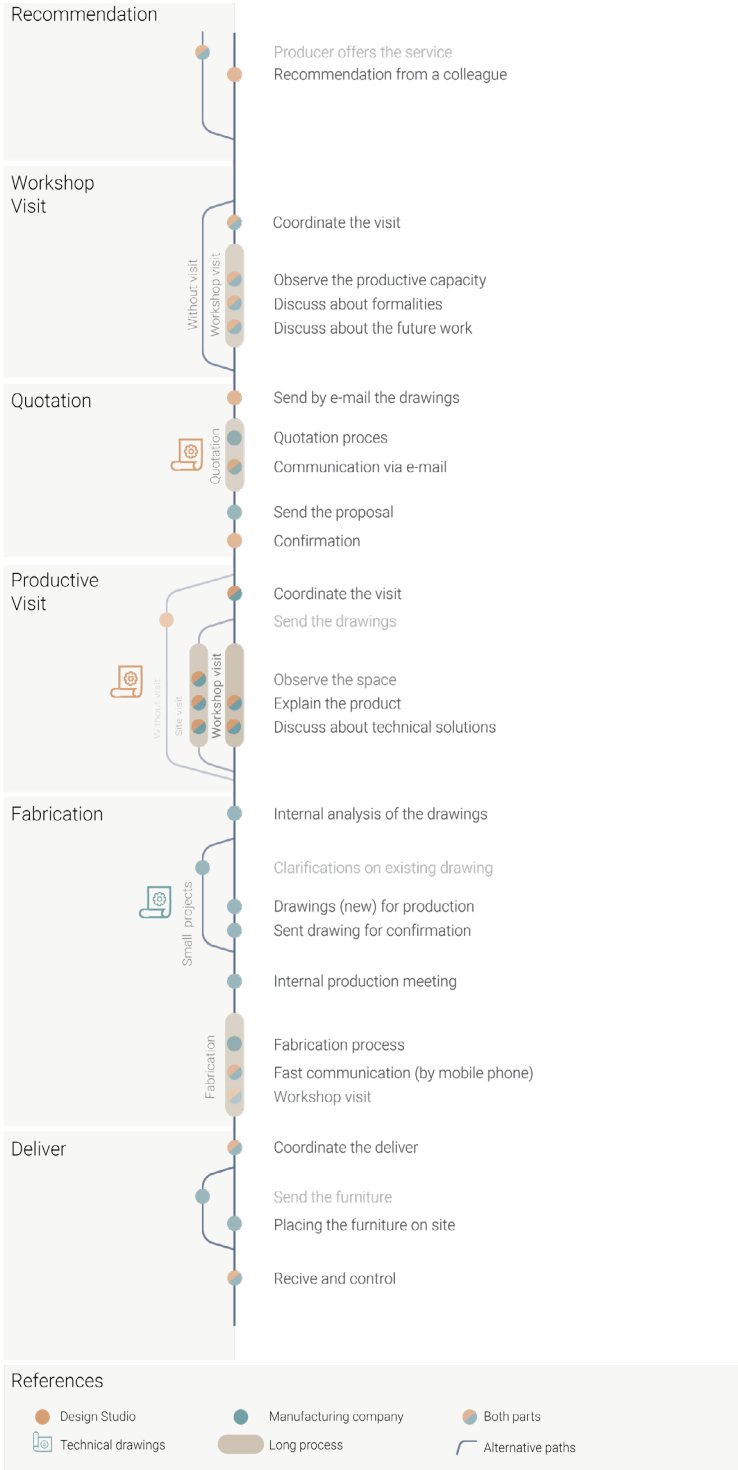 Recommendation
Producer offers the service
Recommendation from a colleague
Workshop
Visit
Coordinate the visit
Without visit
Workshop visit
Observe the productive capacity
Discuss about formalities
Discuss about the future work
Quotation
Send by e-mail the drawings
Quotation
Quotation proces
Communication via e-mail
Send the proposal
Confirmation
Productive
Visit
Coordinate the visit
Send the drawings
Without visit
Site visit
Workshop visit
Observe the space
Explain the product
Discuss about technical solutions
Fabrication
Internal analysis of the drawings
Clarifications on existing drawing
Small projects
Drawings (new) for production
Sent drawing for confirmation
Internal production meeting
Fabrication
Fabrication process
Fast communication (by mobile phone)
Workshop visit
Deliver
Coordinate the deliver
Send the furniture
Placing the furniture on site
Recive and control
References
Design Studio
Manufacturing company
Both parts
Technical drawings
Long process
Alternative paths